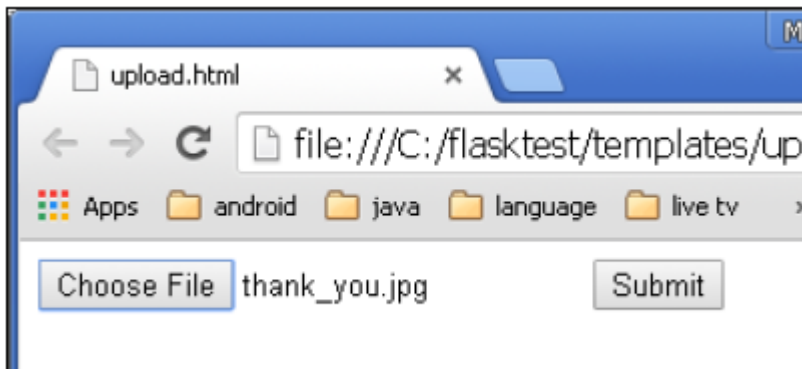 upload.html
file:///C:/flasktest/templates/up
Apps android java language live tv
Choose File thank_you.jpg Submit